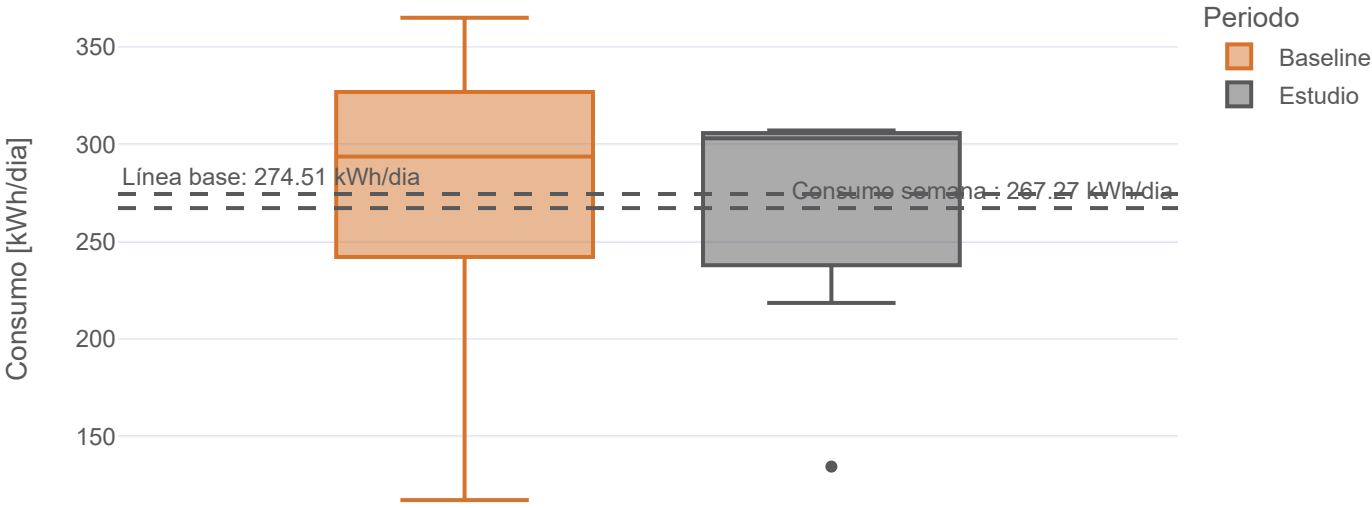 Periodo
Baseline
Estudio
Consumo [kWh/dia]
350
300
250
200
150
Línea base: 274.51 kWh/dia
Consumo semana : 267.27 kWh/dia